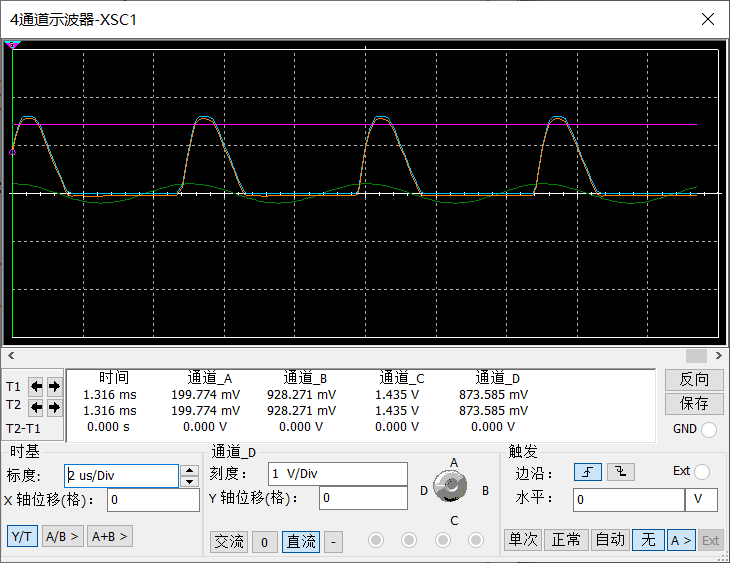 4通道示波器-XSC1
时间 通道_A 通道_B 通道_C 通道_D
T1 1.316 ms 199.774 mV 928.271 mV 1.435 V 873.585 mV
T2 1.316 ms 199.774 mV 928.271 mV 1.435 V 873.585 mV
T2-T1 0.000 s 0.000 V 0.000 V 0.000 V 0.000 V
反向
保存
GND
时基
标度： 2 us/Div
X 轴位移(格)： 0
Y/T A/B > A+B >
通道_D
刻度： 1 V/Div
Y 轴位移(格)： 0
交流 0 直流 -
A
D B
C
触发
边沿： Ext
水平： 0 V
单次 正常 自动 无 A > Ext